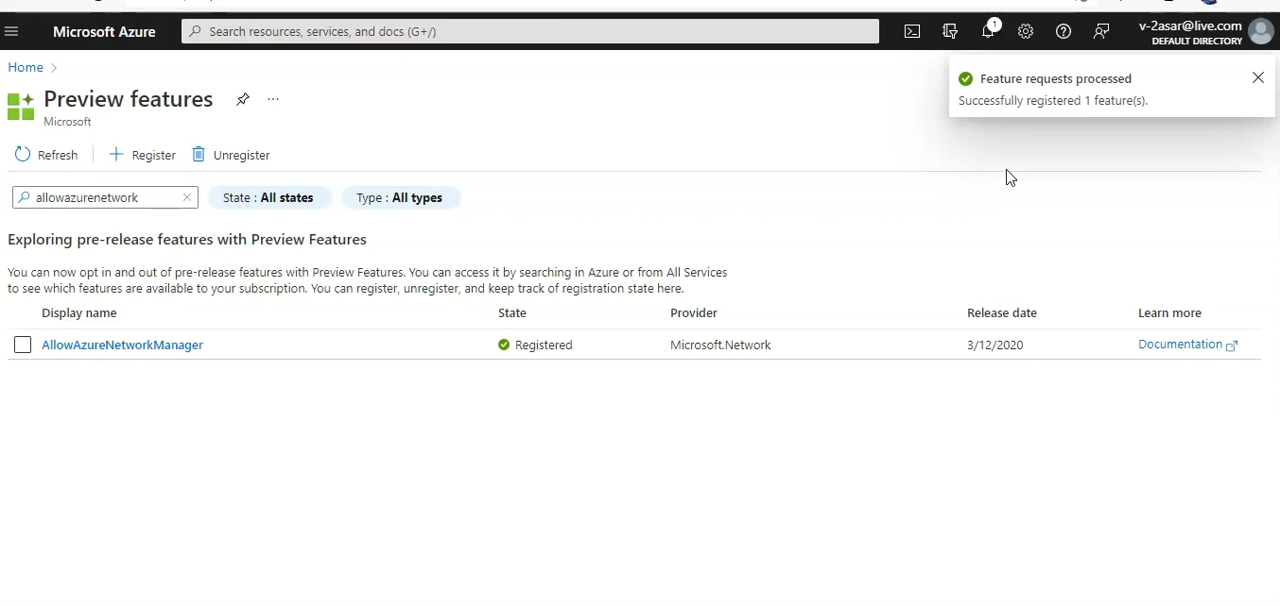 Microsoft Azure
Search resources, services, and docs (G+/)
1
v-2asar@live.com
DEFAULT DIRECTORY
Home
Feature requests processed
Successfully registered 1 feature(s).
Preview features
Microsoft
Refresh
Register
Unregister
allowazurenetwork
State : All states
Type : All types
Exploring pre-release features with Preview Features
You can now opt in and out of pre-release features with Preview Features. You can access it by searching in Azure or from All Services
to see which features are available to your subscription. You can register, unregister, and keep track of registration state here.
Display name State Provider Release date Learn more
AllowAzureNetworkManager Registered Microsoft.Network 3/12/2020 Documentation